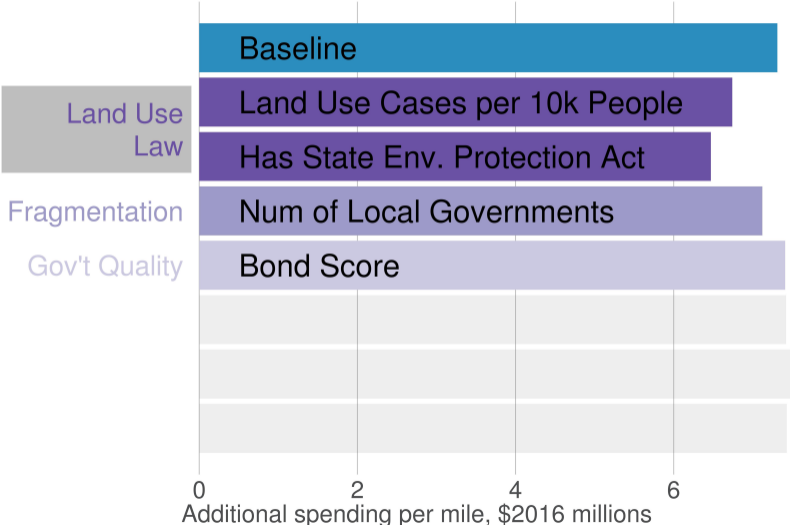 Baseline
Land Use Cases per 10k People
Land Use
Law
Has State Env. Protection Act
Fragmentation
Num of Local Governments
Gov't Quality
Bond Score
0 2 4 6
Additional spending per mile, $2016 millions